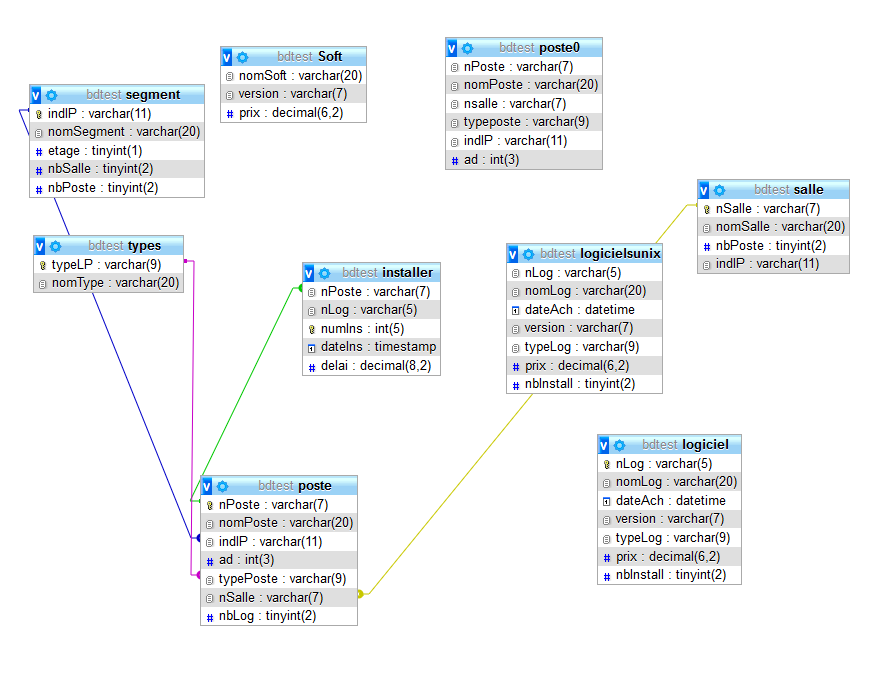 v bdtest segment
indIP : varchar(11)
nomSegment : varchar(20)
# etage : tinyint(1)
# nbSalle : tinyint(2)
# nbPoste : tinyint(2)
v bdtest Soft
nomSoft : varchar(20)
version : varchar(7)
# prix : decimal(6,2)
v bdtest poste0
nPoste : varchar(7)
nomPoste : varchar(20)
nsalle : varchar(7)
typeposte : varchar(9)
indIP : varchar(11)
# ad : int(3)
v bdtest salle
nSalle : varchar(7)
nomSalle : varchar(20)
# nbPoste : tinyint(2)
indIP : varchar(11)
v bdtest types
typeLP : varchar(9)
nomType : varchar(20)
v bdtest installer
nPoste : varchar(7)
nLog : varchar(5)
numIns : int(5)
dateIns : timestamp
# delai : decimal(8,2)
v bdtest logicielsunix
nLog : varchar(5)
nomLog : varchar(20)
dateAch : datetime
version : varchar(7)
typeLog : varchar(9)
# prix : decimal(6,2)
# nbInstall : tinyint(2)
v bdtest logiciel
nLog : varchar(5)
nomLog : varchar(20)
dateAch : datetime
version : varchar(7)
typeLog : varchar(9)
# prix : decimal(6,2)
# nbInstall : tinyint(2)
v bdtest poste
nPoste : varchar(7)
nomPoste : varchar(20)
indIP : varchar(11)
# ad : int(3)
typePoste : varchar(9)
nSalle : varchar(7)
# nbLog : tinyint(2)